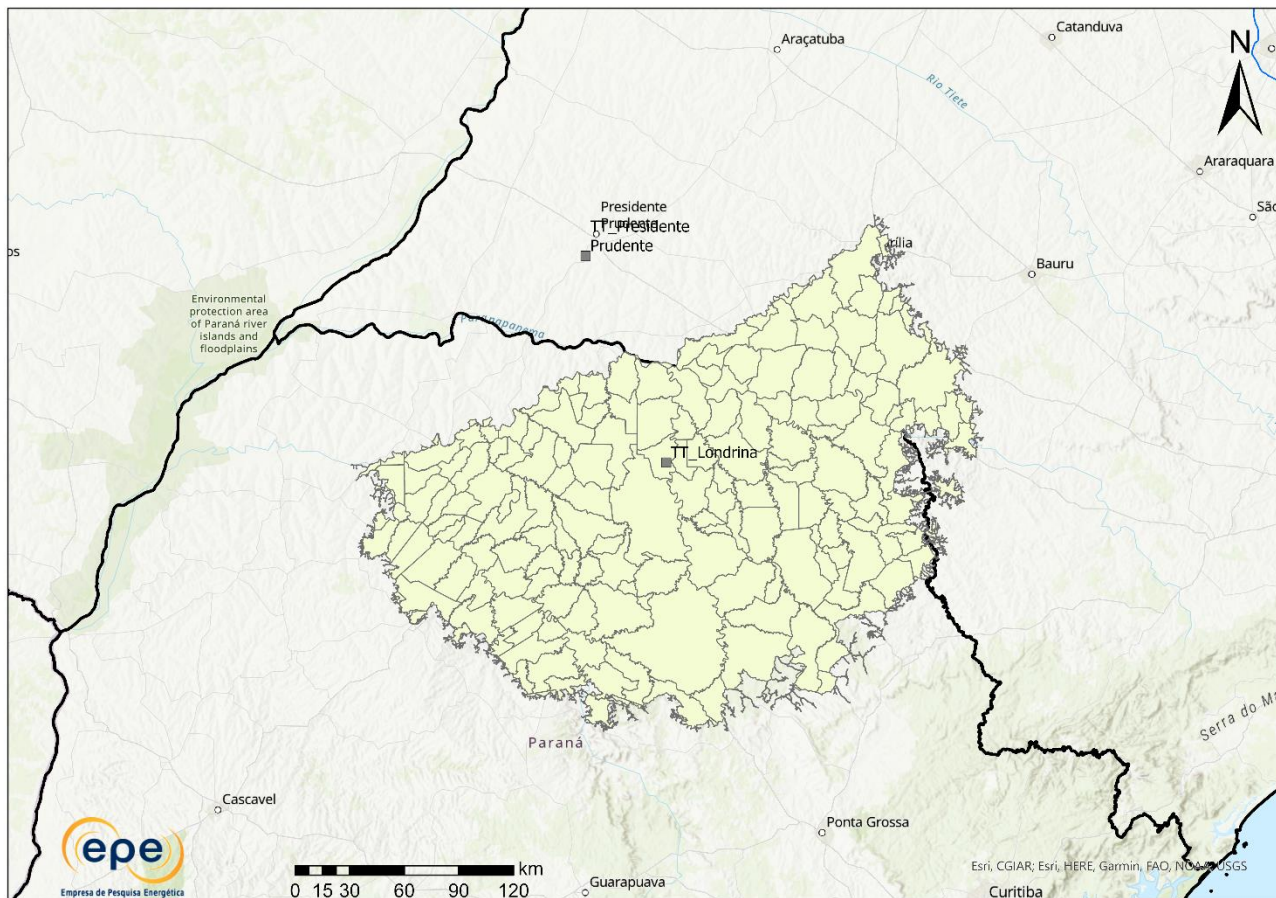 Catanduva
Araçatuba
N
Rio Tiete
Araraquara
Presidente
Prudente
TT_Presidente
Prudente
São
os
rília
Bauru
Environmental
protection area
of Paraná river
islands and
floodplains
Paranapanema
TT_Londrina
Serra do Ma
Paraná
Cascavel
Ponta Grossa
epe
Empresa de Pesquisa Energética
km
0 15 30 60 90 120
Guarapuava
Esri, CGIAR; Esri, HERE, Garmin, FAO, NOAA, USGS
Curitiba